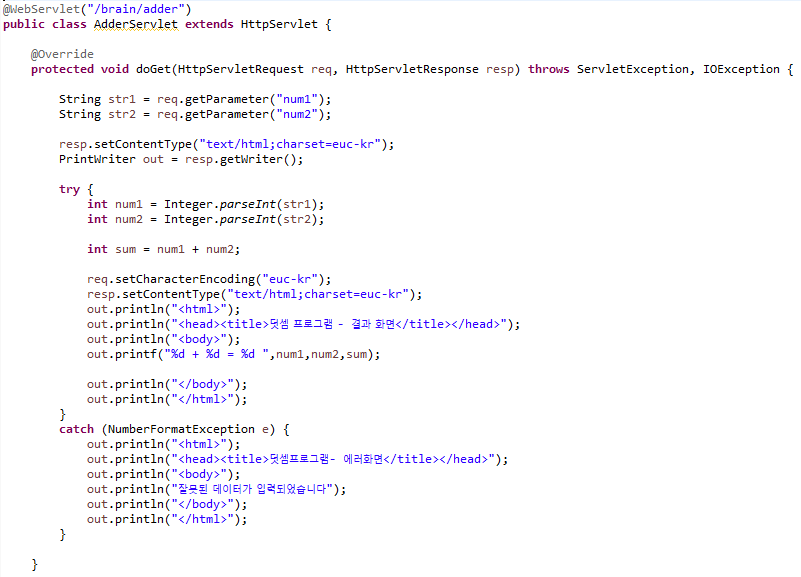 @WebServlet("/brain/adder")
public class AdderServlet extends HttpServlet {
@Override
protected void doGet(HttpServletRequest req, HttpServletResponse resp) throws ServletException, IOException {
String str1 = req.getParameter("num1");
String str2 = req.getParameter("num2");
resp.setContentType("text/html;charset=euc-kr");
PrintWriter out = resp.getWriter();
try {
int num1 = Integer.parseInt(str1);
int num2 = Integer.parseInt(str2);
int sum = num1 + num2;
req.setCharacterEncoding("euc-kr");
resp.setContentType("text/html;charset=euc-kr");
out.println("<html>");
out.println("<head><title>덧셈 프로그램 - 결과 화면</title></head>");
out.println("<body>");
out.printf("%d + %d = %d ",num1,num2,sum);
out.println("</body>");
out.println("</html>");
}
catch (NumberFormatException e) {
out.println("<html>");
out.println("<head><title>덧셈프로그램- 에러화면</title></head>");
out.println("<body>");
out.println("잘못된 데이터가 입력되었습니다");
out.println("</body>");
out.println("</html>");
}
}